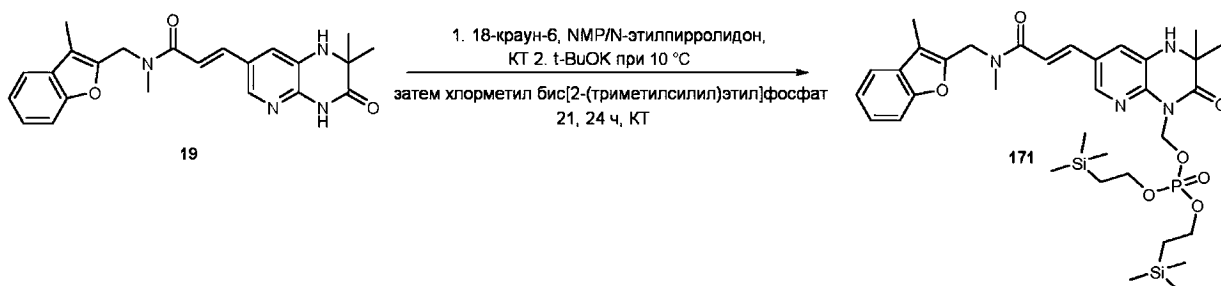 O
N
O
N
H
N
O
N
H
19
1. 18-краун-6, NMP/N-этилпирролидон,
КТ 2. t-BuOK при 10 °C
затем хлорметил бис[2-(триметилсилил)этил]фосфат
21, 24 ч, КТ
O
N
O
H
N
N
N
O
171
O
Si
O
P
O
O
Si